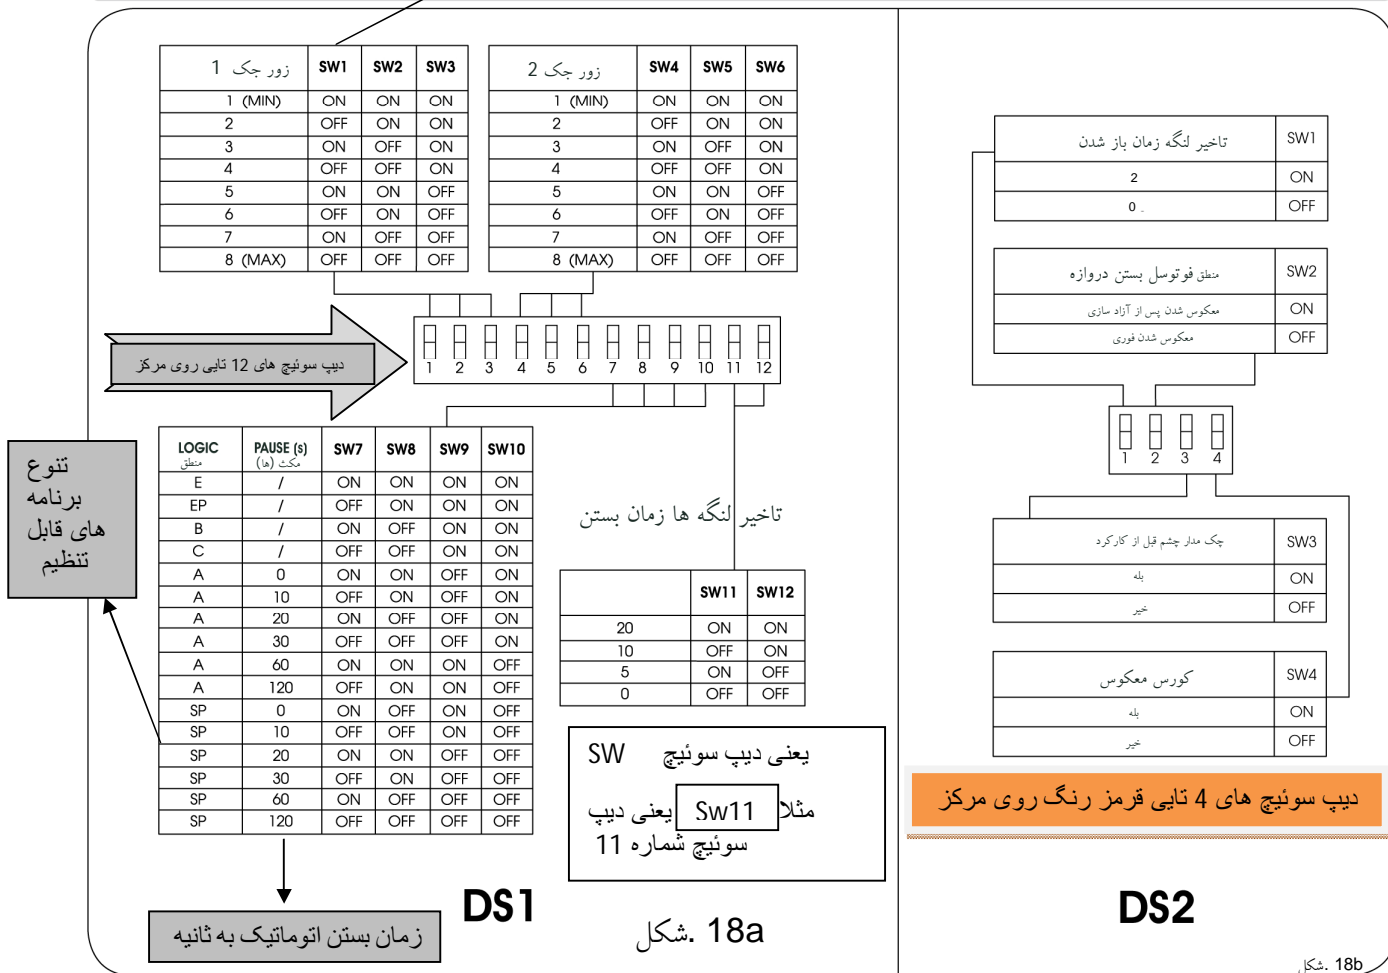 زور جک 1 SW1 SW2 SW3
1 (MIN) ON ON ON
2 OFF ON ON
3 ON OFF ON
4 OFF OFF ON
5 ON ON OFF
6 OFF ON OFF
7 ON OFF OFF
8 (MAX) OFF OFF OFF
زور جک 2 SW4 SW5 SW6
1 (MIN) ON ON ON
2 OFF ON ON
3 ON OFF ON
4 OFF OFF ON
5 ON ON OFF
6 OFF ON OFF
7 ON OFF OFF
8 (MAX) OFF OFF OFF
دیپ سوئیچ های 12 تایی روی مرکز
1 2 3 4 5 6 7 8 9 10 11 12
تنوع
برنامه
های قابل
تنظیم
LOGIC PAUSE (s) SW7 SW8 SW9 SW10
منطق مکث (ها)
E / ON ON ON ON
EP / OFF ON ON ON
B / ON OFF ON ON
C / OFF OFF ON ON
A 0 ON ON OFF ON
A 10 OFF ON OFF ON
A 20 ON OFF OFF ON
A 30 OFF OFF OFF ON
A 60 ON ON ON OFF
A 120 OFF ON ON OFF
SP 0 ON OFF ON OFF
SP 10 OFF OFF ON OFF
SP 20 ON ON OFF OFF
SP 30 OFF ON OFF OFF
SP 60 ON OFF OFF OFF
SP 120 OFF OFF OFF OFF
زمان بستن اتوماتیک به ثانیه
تاخیر لنگه ها زمان بستن
SW11 SW12
20 ON ON
10 OFF ON
5 ON OFF
0 OFF OFF
SW یعنی دیپ سوئیچ
مثلا Sw11 یعنی دیپ
سوئیچ شماره 11
DS1
18a .شکل
تاخیر لنگه زمان باز شدن SW1
2 ON
0 OFF
منطق فوتوسل بستن دروازه SW2
معکوس شدن پس از آزاد سازی ON
معکوس شدن فوری OFF
1 2 3 4
چک مدار چشم قبل از کارکرد SW3
بله ON
خیر OFF
کورس معکوس SW4
بله ON
خیر OFF
دیپ سوئیچ های 4 تایی قرمز رنگ روی مرکز
DS2
18b .شکل